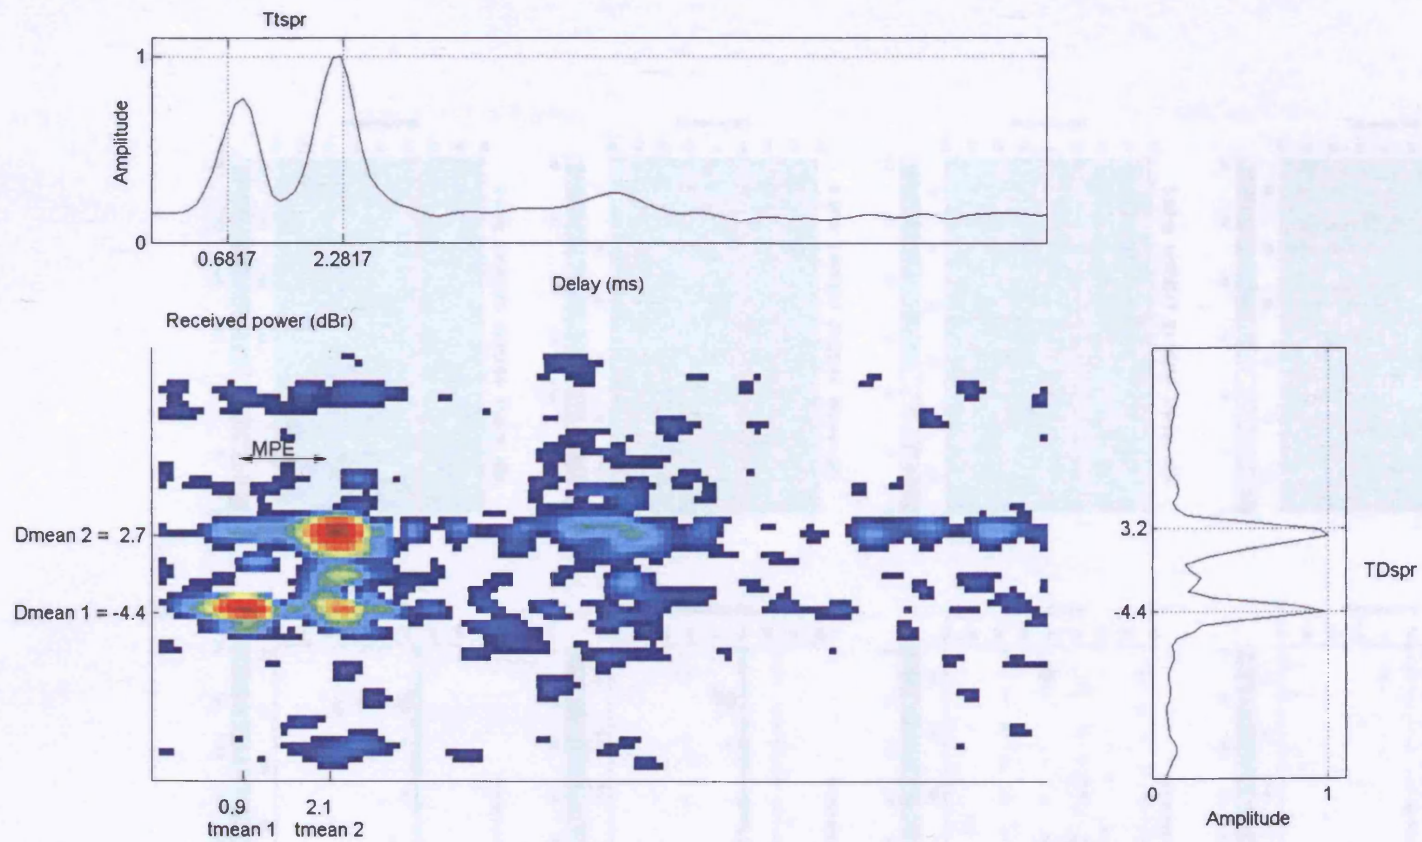 Ttspr
1
Amplitude
0
0.6817 2.2817
Delay (ms)
Received power (dBr)
MPE
Dmean 2 = 2.7
Dmean 1 = -4.4
0.9 2.1
tmean 1 tmean 2
3.2
TDspr
-4.4
0 1
Amplitude